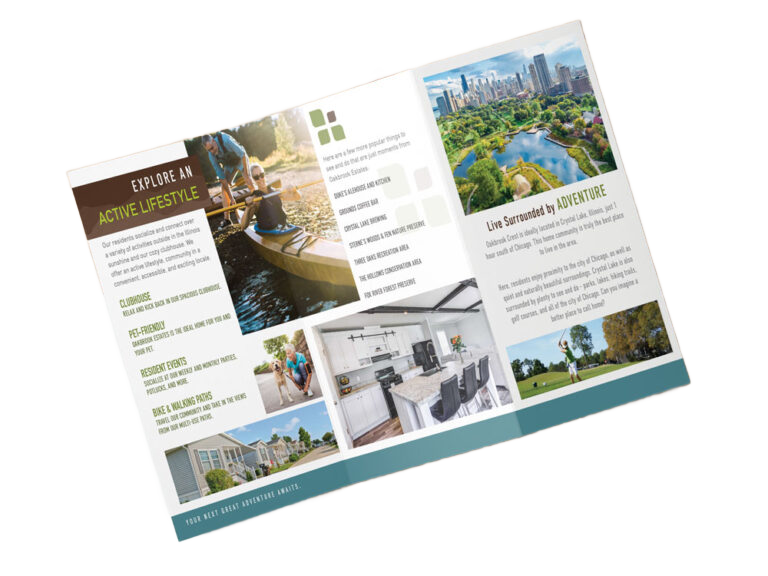 EXPLORE AN
ACTIVE LIFESTYLE
Our residents socialize and connect over
a variety of activities outside in the Illinois
sunshine and our cozy clubhouse. We
offer an active lifestyle, community in a
convenient, accessible, and exciting locale.
CLUBHOUSE
RELAX AND KICK BACK IN OUR SPACIOUS CLUBHOUSE.
PET-FRIENDLY
OAKBROOK ESTATES IS THE IDEAL HOME FOR YOU AND
YOUR PET.
RESIDENT EVENTS
SOCIALIZE AT OUR WEEKLY AND MONTHLY PARTIES,
POTLUCKS, AND MORE.
BIKE & WALKING PATHS
TRAVEL OUR COMMUNITY AND TAKE IN THE VIEWS
FROM OUR MULTI-USE PATHS.
YOUR NEXT GREAT ADVENTURE AWAITS.
Here are a few more popular things to
see and do that are just moments from
Oakbrook Estates.
DUKE'S ALEHOUSE AND KITCHEN
GROUNDS COFFEE BAR
CRYSTAL LAKE BREWING
STERNE'S WOODS & FEN NATURE PRESERVE
THREE OAKS RECREATION AREA
THE HOLLOWS CONSERVATION AREA
FOX RIVER FOREST PRESERVE
Live Surrounded by ADVENTURE
Oakbrook Crest is ideally located in Crystal Lake, Illinois, just 1
hour south of Chicago. This home community is truly the best place
to live in the area.
Here, residents enjoy proximity to the city of Chicago, as well as
quiet and naturally beautiful surroundings. Crystal Lake is also
surrounded by plenty to see and do - parks, lakes, hiking trails,
golf courses, and all of the city of Chicago. Can you imagine a
better place to call home?